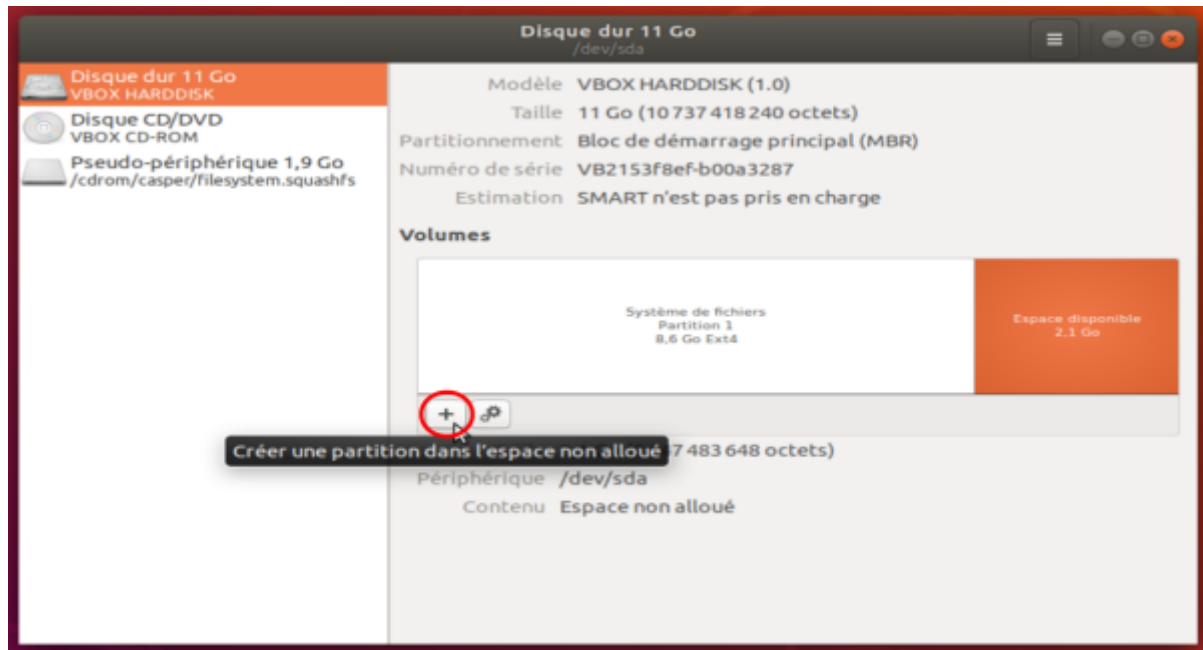 Disque dur 11 Go
/dev/sda
Disque dur 11 Go
VBOX HARDDISK
Disque CD/DVD
VBOX CD-ROM
Pseudo-périphérique 1,9 Go
/cdrom/casper/filesystem.squashfs
Modèle VBOX HARDDISK (1.0)
Taille 11 Go (10 737 418 240 octets)
Partitionnement Bloc de démarrage principal (MBR)
Numéro de série VB2153f8ef-b00a3287
Estimation SMART n'est pas pris en charge
Volumes
Système de fichiers
Partition 1
8,6 Go Ext4
Espace disponible
2,1 Go
+
Créer une partition dans l'espace non alloué
7 483 648 octets)
Périphérique /dev/sda
Contenu Espace non alloué